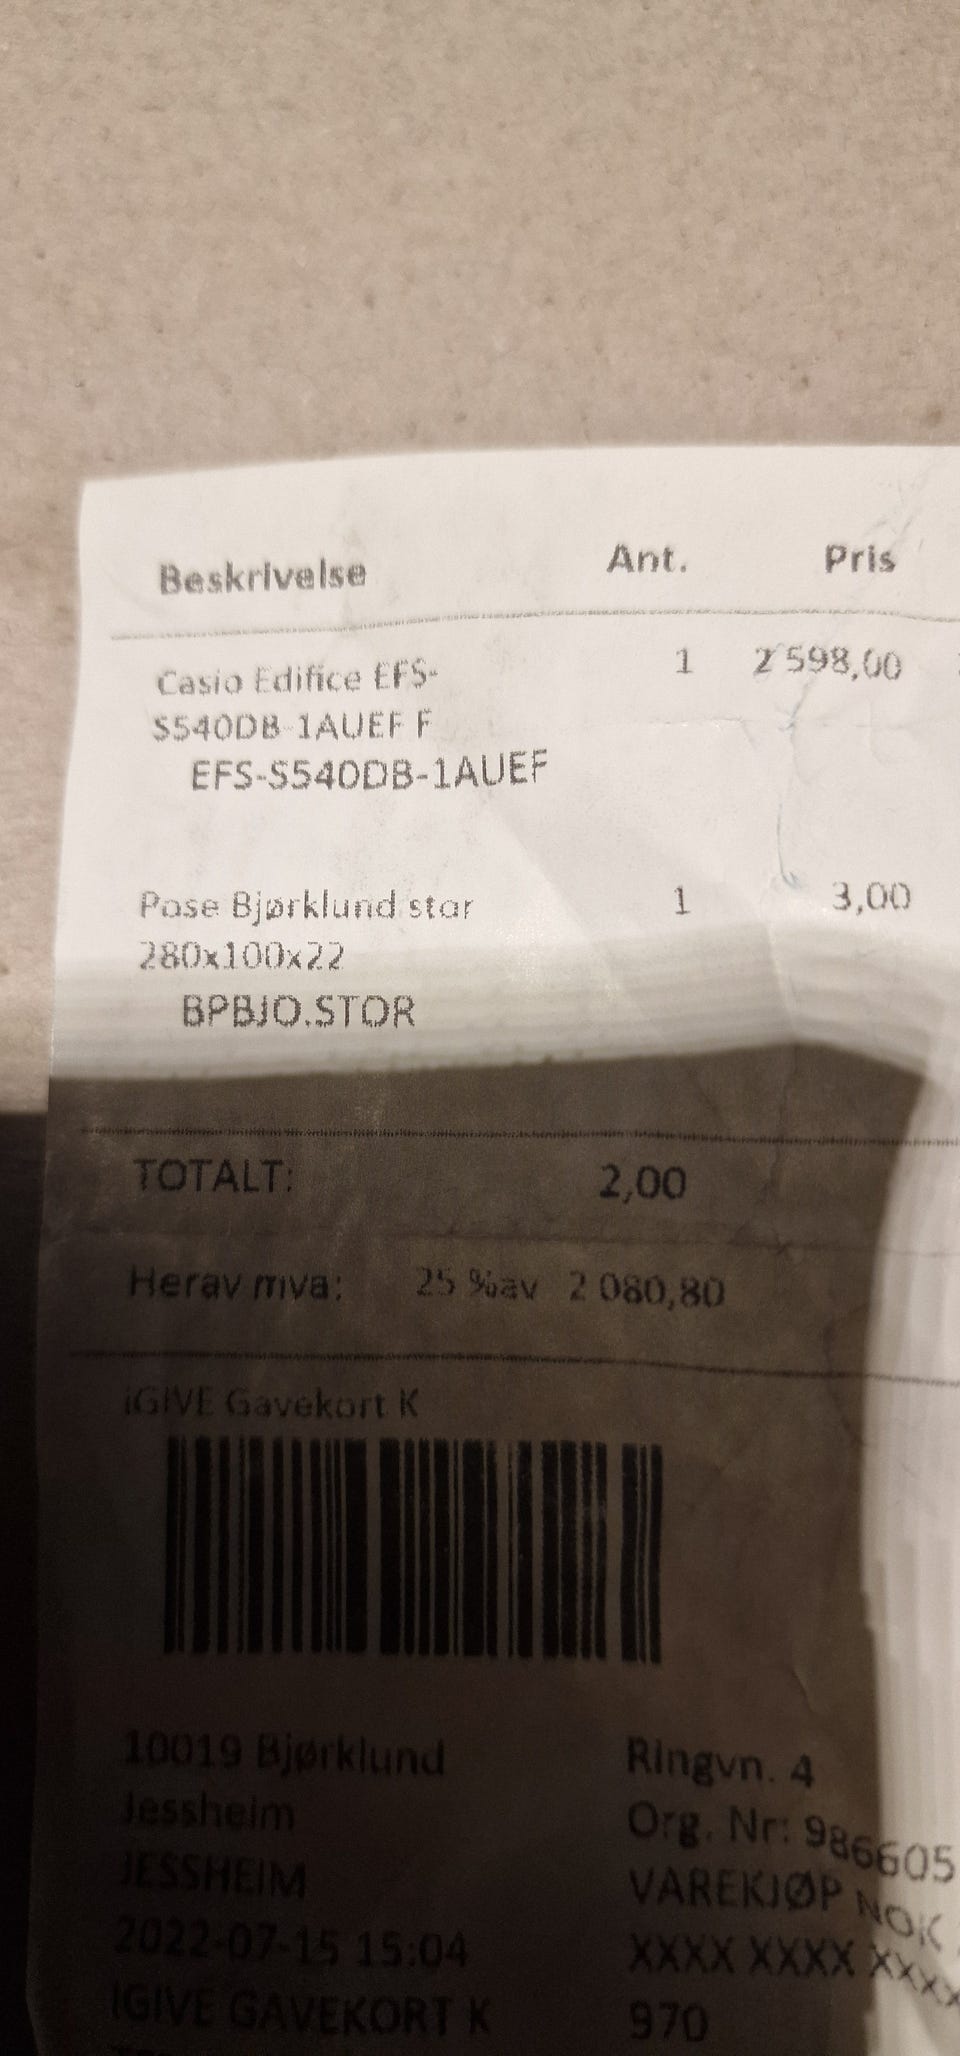 Beskrivelse Ant. Pris
Casio Edifice EFS- 1 2 598,00
S540DB-1AUEF F
EFS-S540DB-1AUEF
Pose Bjørklund stor 1 3,00
280x100x22
BPBJO.STOR
TOTALT: 2,00
Herav mva: 25 %av 2 080,80
iGIVE Gavekort K
10019 Bjørklund Ringvn. 4
Jessheim Org. Nr: 986605
JESSHEIM VAREKJØP NOK
2022-07-15 15:04 XXXX XXXX XXXX
IGIVE GAVEKORT K 970